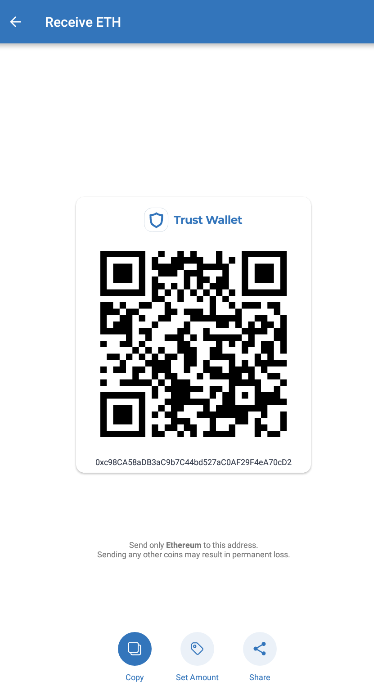 Receive ETH
Trust Wallet
0xc98CA58aDB3aC9b7C44bd527aC0AF29F4eA70cD2
Send only Ethereum to this address.
Sending any other coins may result in permanent loss.
Copy
Set Amount
Share